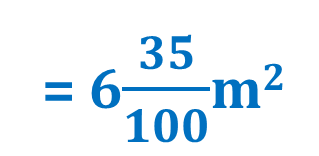 = 6 35/100 m²